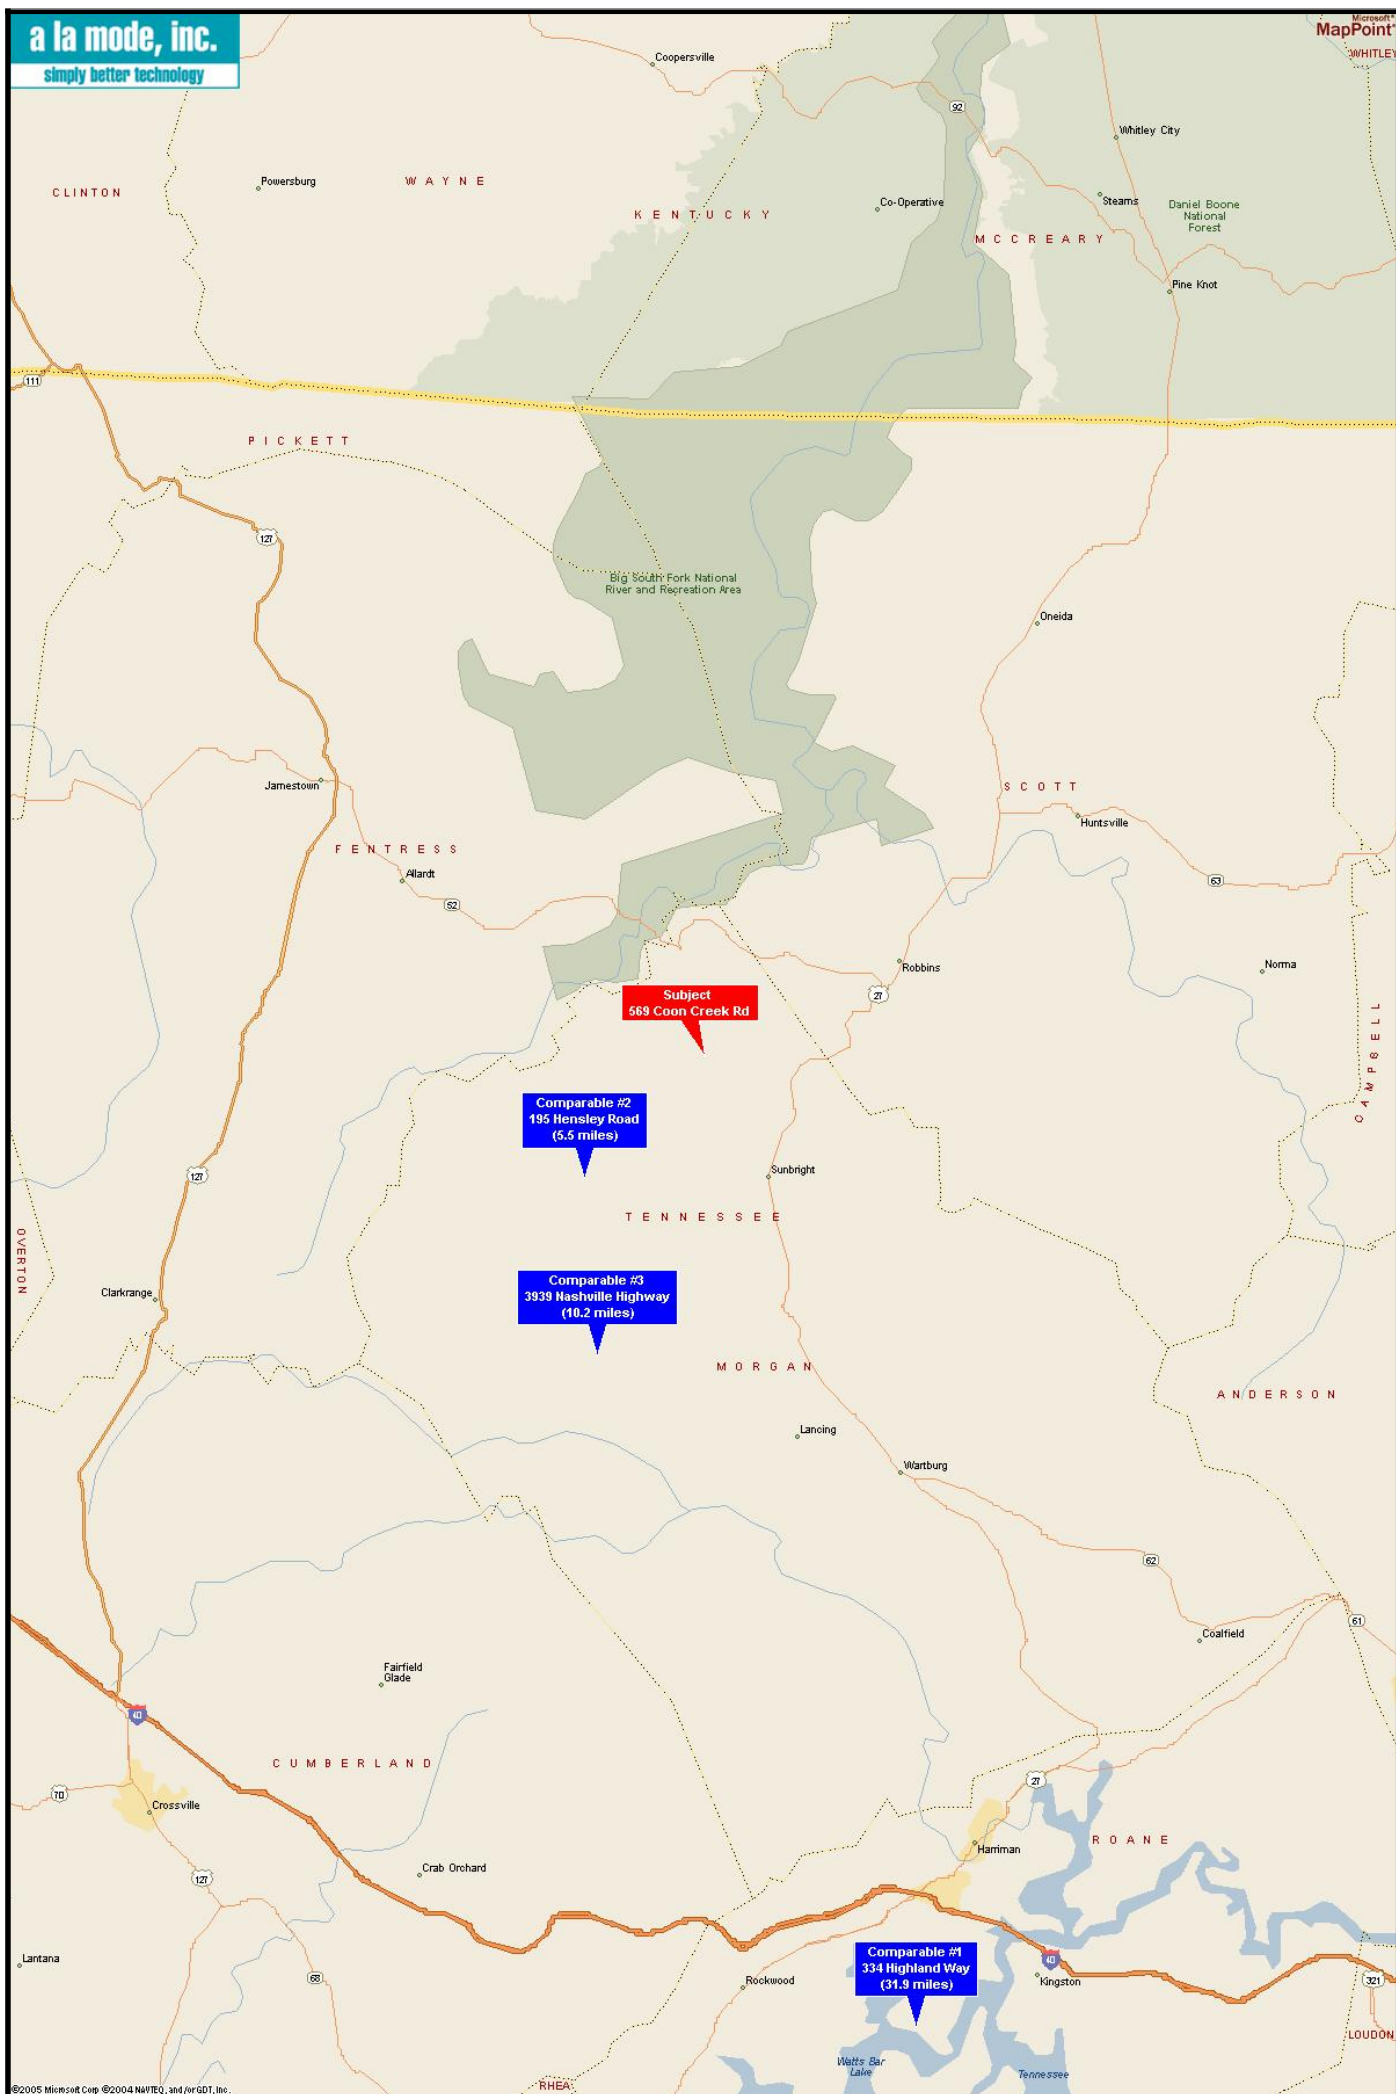 a la mode, inc.
simply better technology
Microsoft®
MapPoint®
WHITLEY
Coopersville
92
Whitley City
CLINTON
Powersburg
WAYNE
KENTUCKY
Co-Operative
Stearns
Daniel Boone
National
Forest
MCCREARY
Pine Knot
111
PICKETT
127
Big South Fork National
River and Recreation Area
Oneida
Jamestown
SCOTT
Huntsville
FENTRESS
Allardt
52
63
Robbins
Norma
27
Subject
569 Coon Creek Rd
CAMPBELL
Comparable #2
195 Hensley Road
(5.5 miles)
127
Sunbright
TENNESSEE
OVERTON
Clarkrange
Comparable #3
3939 Nashville Highway
(10.2 miles)
MORGAN
ANDERSON
Lancing
Wartburg
62
61
Coalfield
Fairfield
Glade
40
CUMBERLAND
70
Crossville
27
Harriman
ROANE
Crab Orchard
127
Lantana
68
Rockwood
Comparable #1
334 Highland Way
(31.9 miles)
40
Kingston
321
LOUDON
Watts Bar
Lake
Tennessee
RHEA
©2005 Microsoft Corp ©2004 NAVTEQ, and/or GDT, Inc.